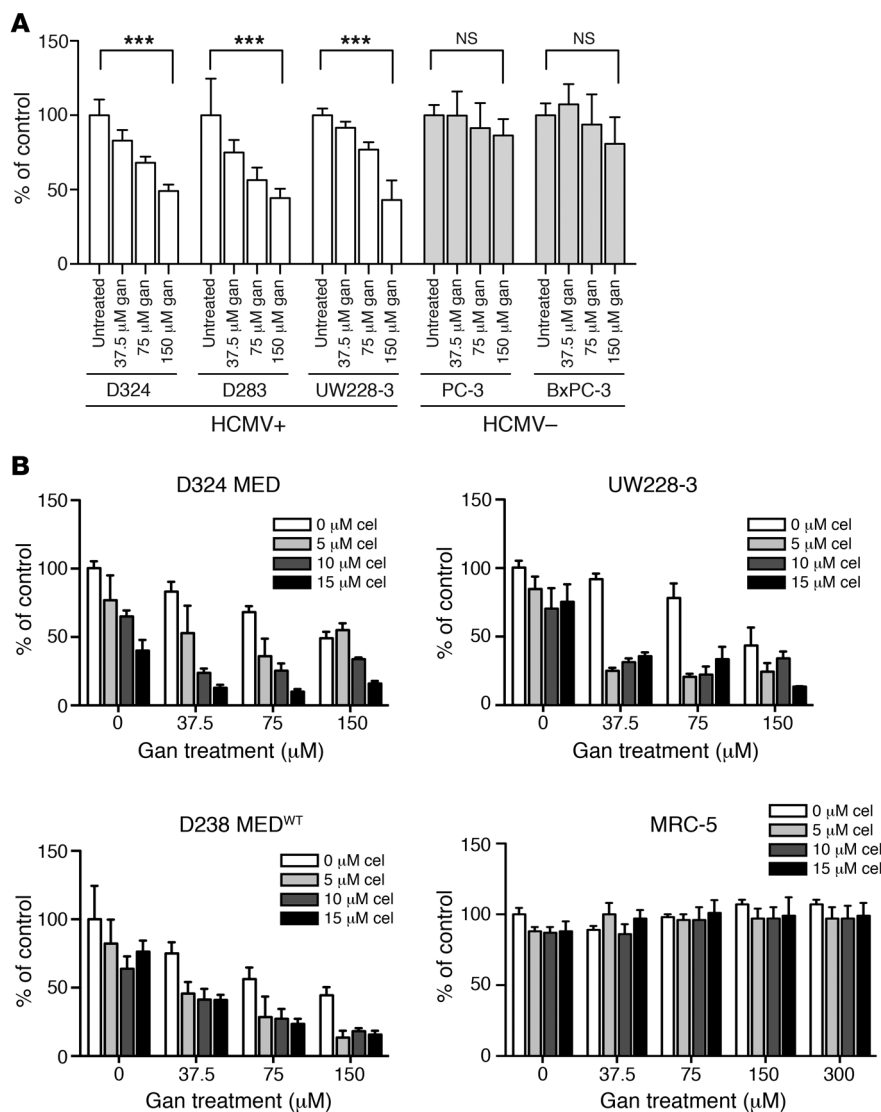 A
*** *** *** NS NS
150
100
50
0
% of control
Untreated 37.5 μM gan 75 μM gan 150 μM gan Untreated 37.5 μM gan 75 μM gan 150 μM gan Untreated 37.5 μM gan 75 μM gan 150 μM gan Untreated 37.5 μM gan 75 μM gan 150 μM gan Untreated 37.5 μM gan 75 μM gan 150 μM gan
D324 D283 UW228-3 PC-3 BxPC-3
HCMV+ HCMV–
B
D324 MED
150
100
50
0
% of control
0 μM cel
5 μM cel
10 μM cel
15 μM cel
0 37.5 75 150
Gan treatment (μM)
UW228-3
150
100
50
0
% of control
0 μM cel
5 μM cel
10 μM cel
15 μM cel
0 37.5 75 150
Gan treatment (μM)
D238 MEDWT
150
100
50
0
% of control
0 μM cel
5 μM cel
10 μM cel
15 μM cel
0 37.5 75 150
Gan treatment (μM)
MRC-5
150
100
50
0
% of control
0 μM cel
5 μM cel
10 μM cel
15 μM cel
0 37.5 75 150 300
Gan treatment (μM)